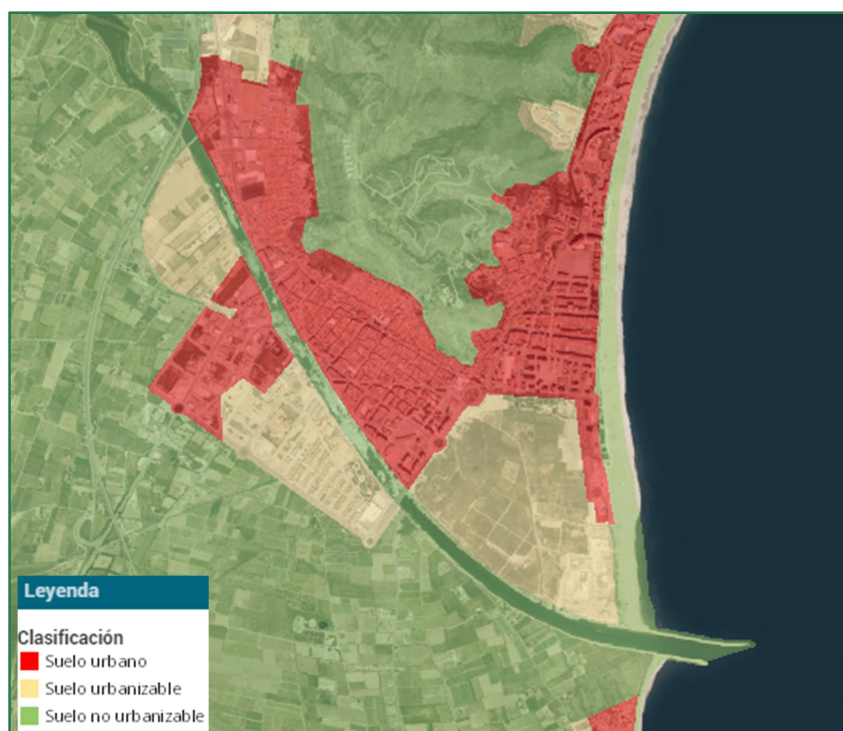 Leyenda
Clasificación
Suelo urbano
Suelo urbanizable
Suelo no urbanizable